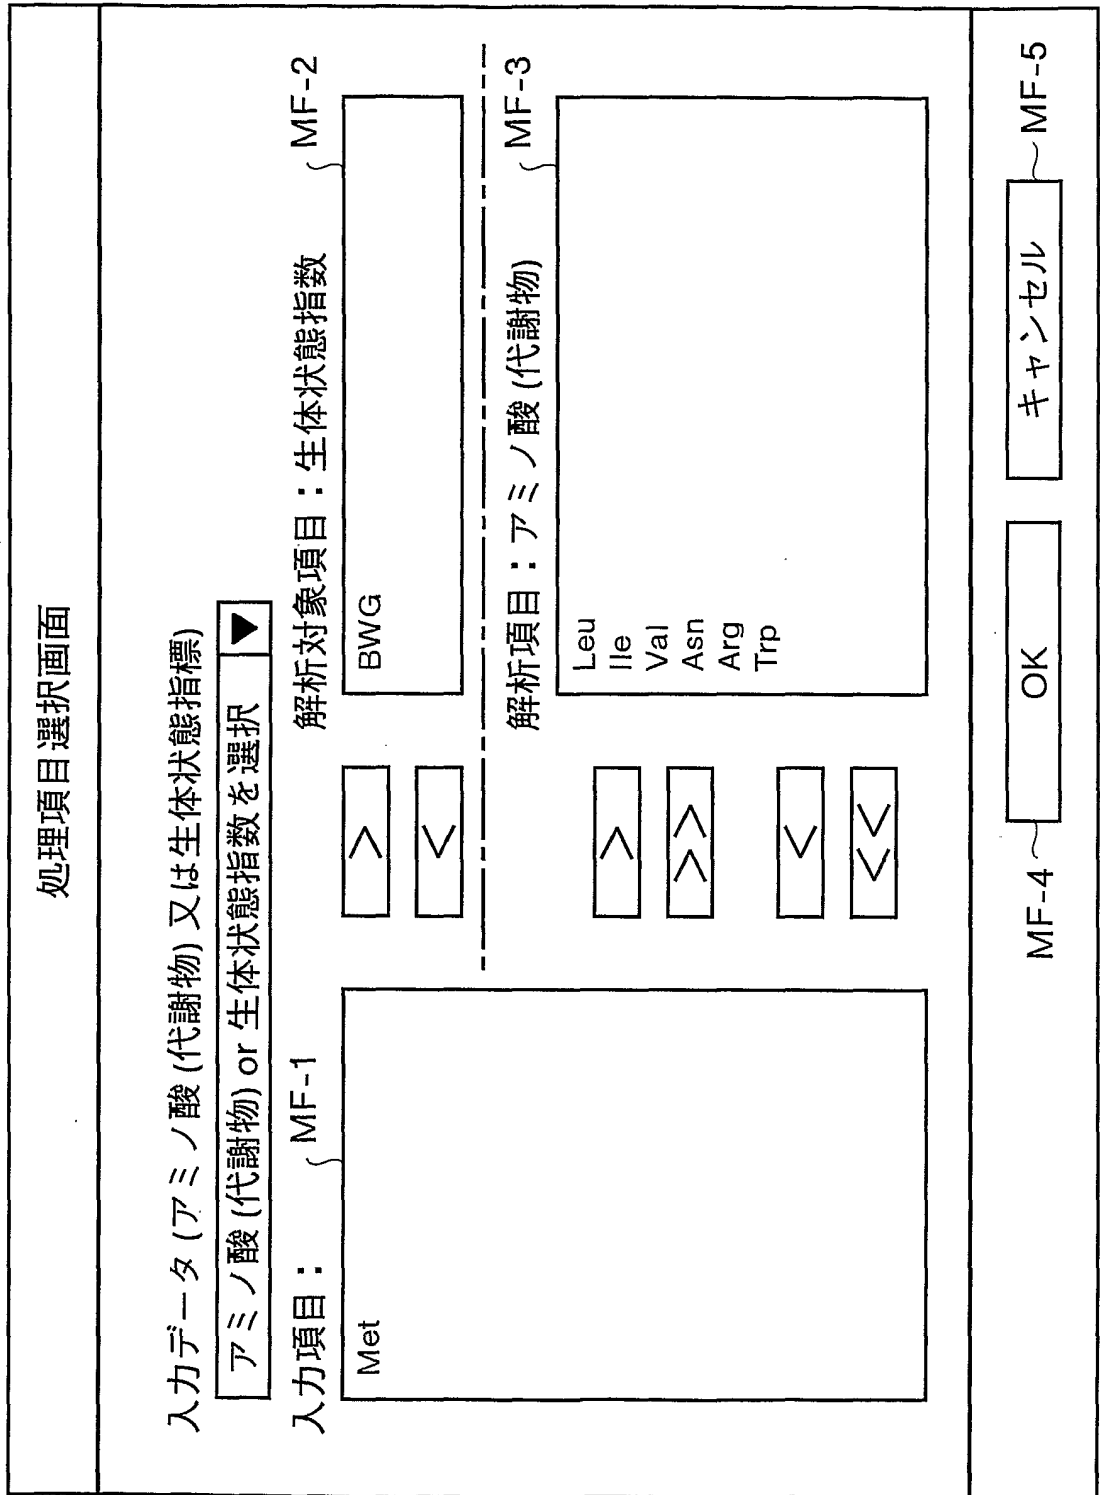 処理項目選択画面
入力データ (アミノ酸 (代謝物) 又は生体状態指標)
アミノ酸 (代謝物) or 生体状態指数を選択 ▼
入力項目：
MF-1
Met
>
<
解析対象項目：生体状態指数
MF-2
BWG
>
>>
<
<<
解析項目：アミノ酸 (代謝物)
MF-3
Leu
Ile
Val
Asn
Arg
Trp
MF-4
OK
キャンセル
MF-5